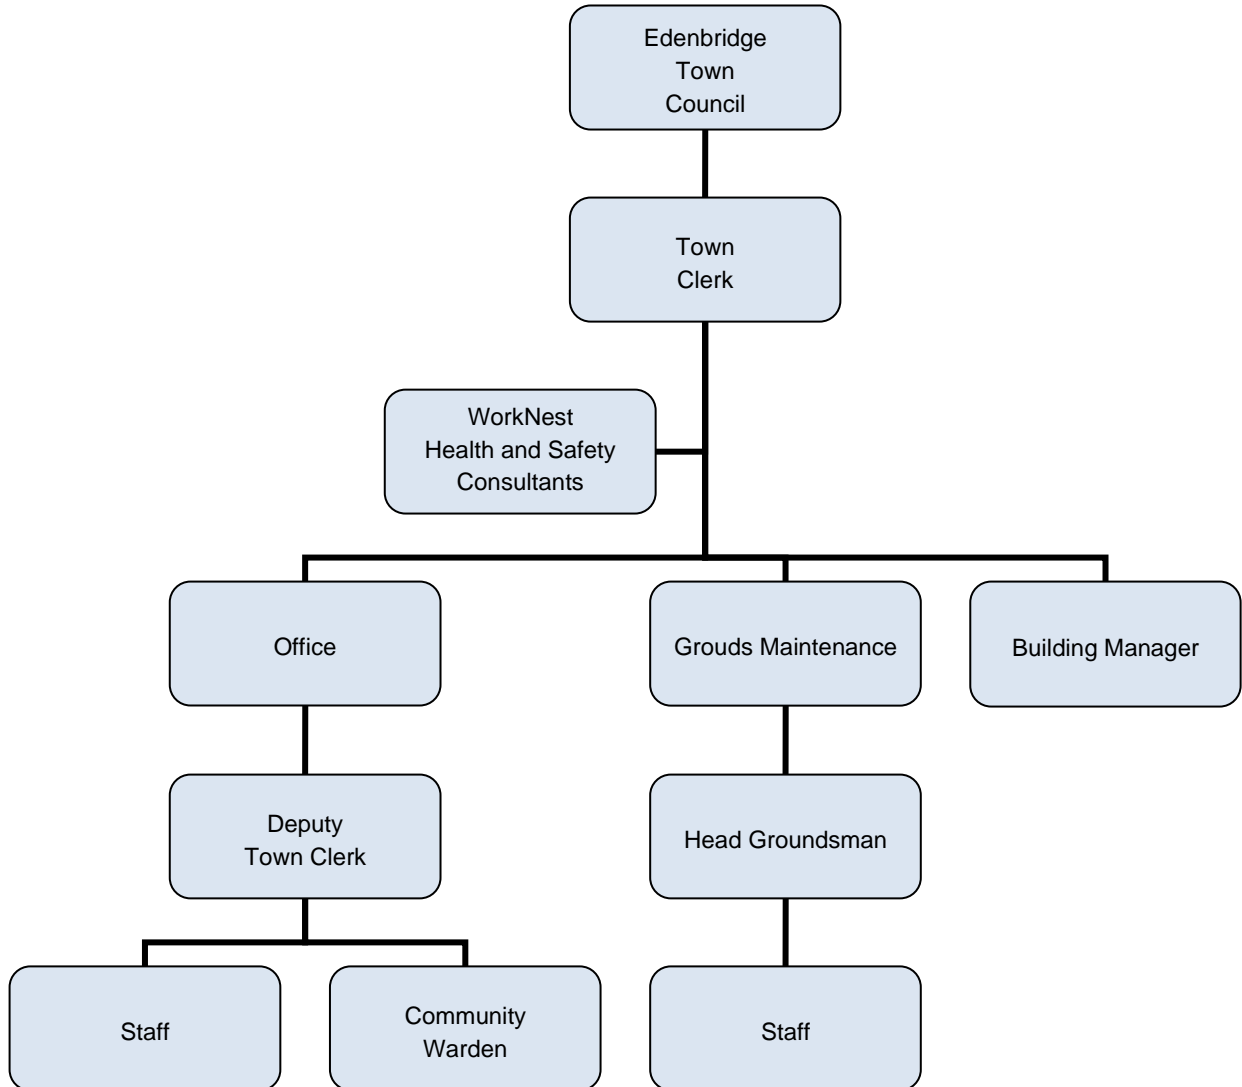 Edenbridge
Town
Council
Town
Clerk
WorkNest
Health and Safety
Consultants
Office
Grouds Maintenance
Building Manager
Deputy
Town Clerk
Head Groundsman
Staff
Community
Warden
Staff